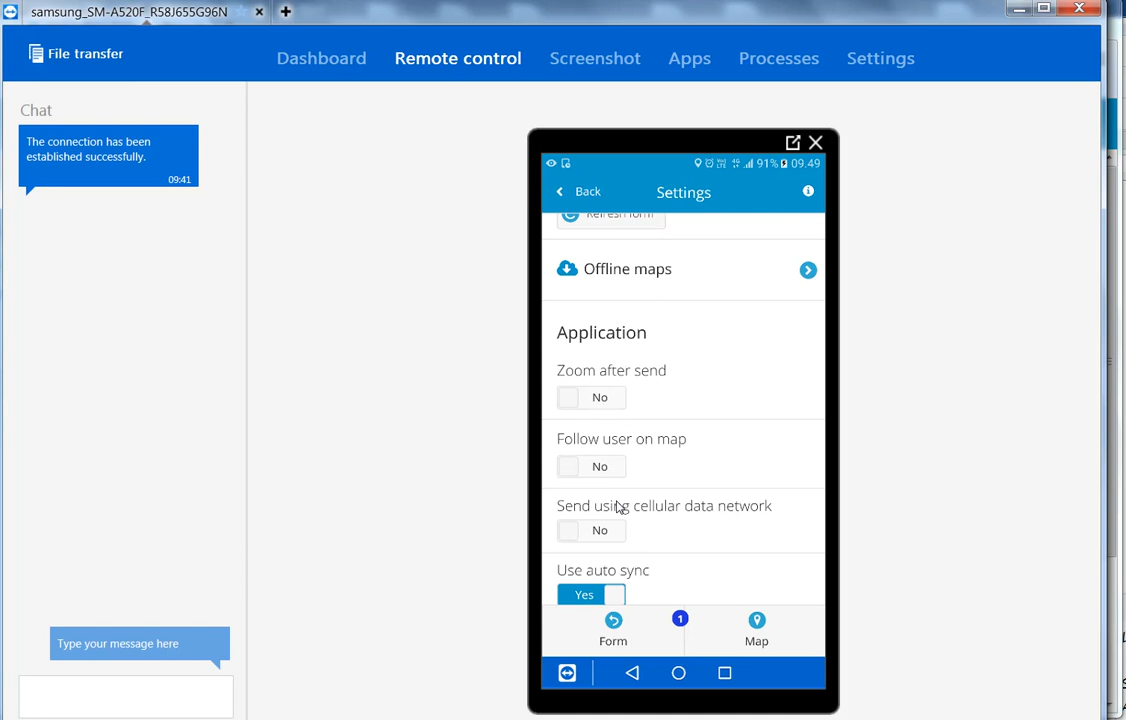 samsung_SM-A520F_R58J655G96N
File transfer
Dashboard
Remote control
Screenshot
Apps
Processes
Settings
Chat
The connection has been
established successfully.
09:41
91% 09.49
Back
Settings
Refresh form
Offline maps
Application
Zoom after send
No
Follow user on map
No
Send using cellular data network
No
Use auto sync
Yes
1
Form
Map
Type your message here